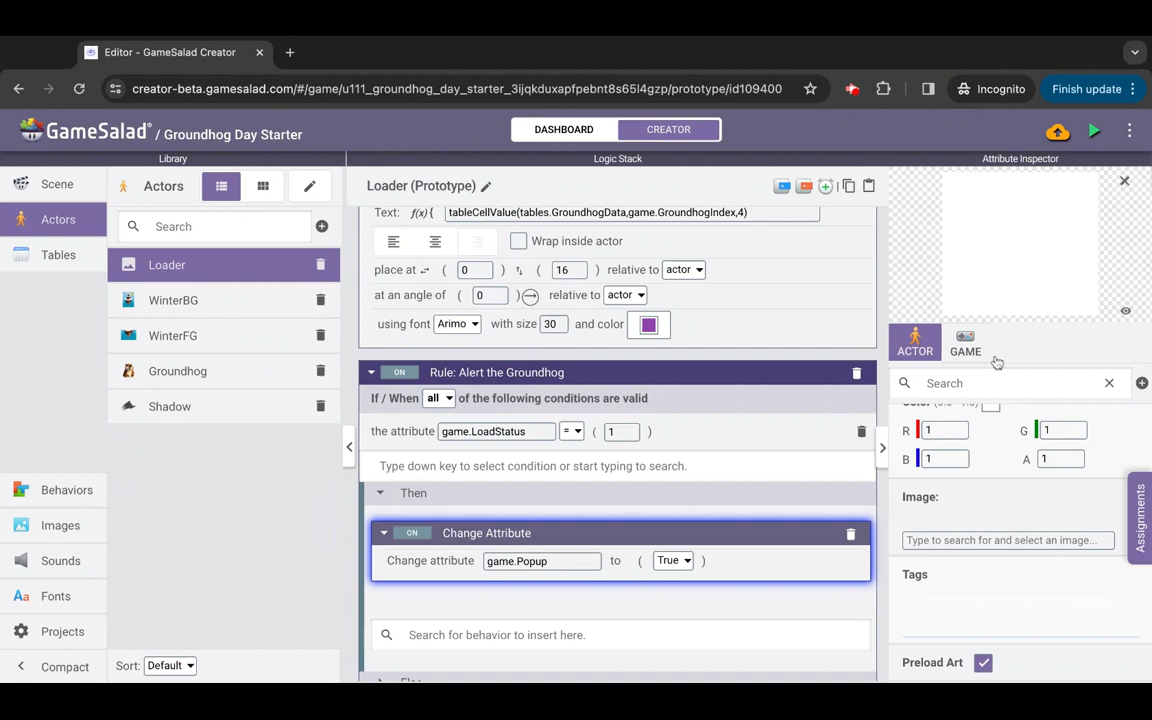 Editor - GameSalad Creator
creator-beta.gamesalad.com/#/game/u111_groundhog_day_starter_3ijqkduxapfpebnt8s65l4gzp/prototype/id109400
Incognito
Finish update
GameSalad® / Groundhog Day Starter
DASHBOARD
CREATOR
Library
Logic Stack
Attribute Inspector
Scene
Actors
Tables
Behaviors
Images
Sounds
Fonts
Projects
Compact
Actors
Search
Loader
WinterBG
WinterFG
Groundhog
Shadow
Sort: Default
Loader (Prototype)
Text: f(x){ tableCellValue(tables.GroundhogData,game.GroundhogIndex,4)
Wrap inside actor
place at ( 0 ) ( 16 ) relative to actor
at an angle of ( 0 ) relative to actor
using font Arimo with size 30 and color
ON Rule: Alert the Groundhog
If / When all of the following conditions are valid
the attribute game.LoadStatus = ( 1 )
Type down key to select condition or start typing to search.
Then
ON Change Attribute
Change attribute game.Popup to ( True )
Search for behavior to insert here.
ACTOR
GAME
Search
R 1 G 1
B 1 A 1
Image:
Type to search for and select an image...
Tags
Preload Art
Assignments